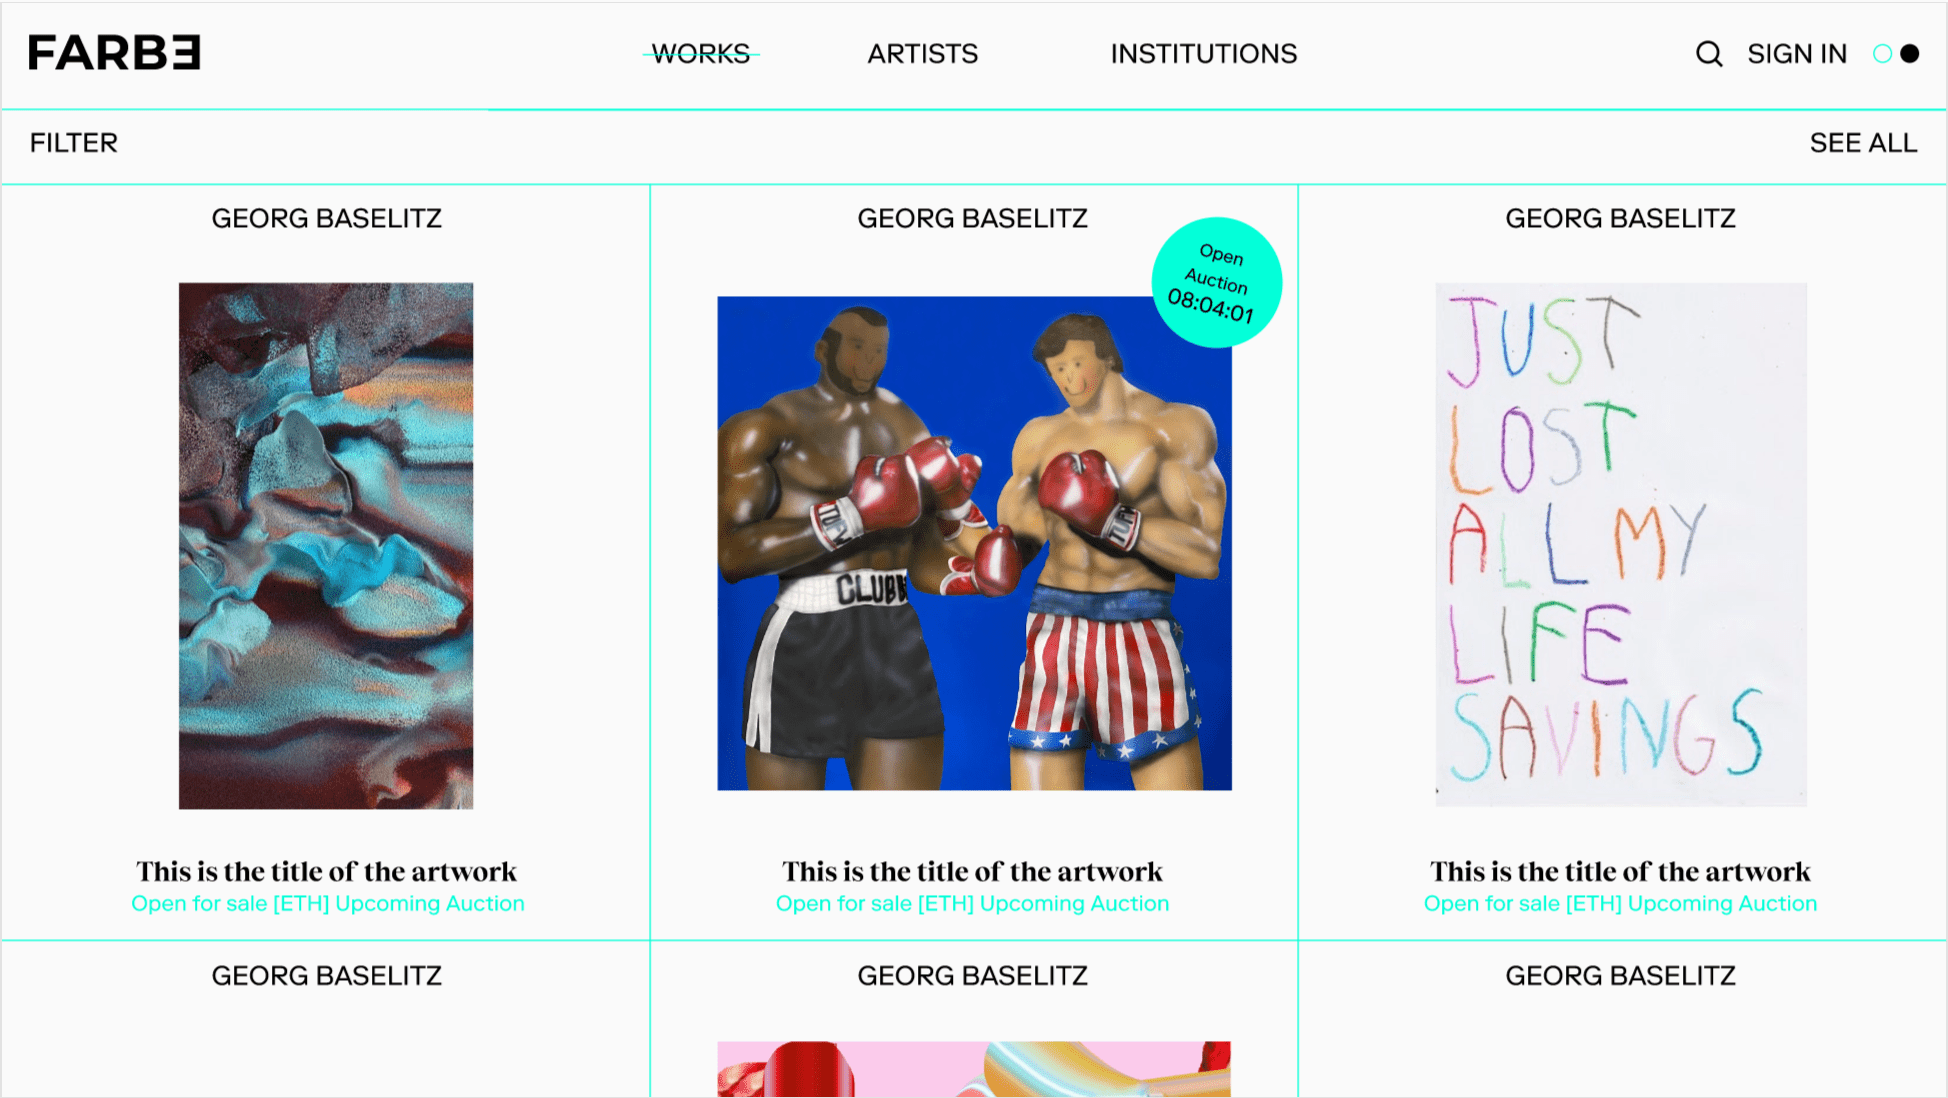 FARBƎ
WORKS ARTISTS INSTITUTIONS
SIGN IN
FILTER
SEE ALL
GEORG BASELITZ
GEORG BASELITZ
GEORG BASELITZ
Open
Auction
08:04:01
TURN
TURN
CLUBB
JUST
LOST
ALL MY
LIFE
SAVINGS
This is the title of the artwork
Open for sale [ETH] Upcoming Auction
This is the title of the artwork
Open for sale [ETH] Upcoming Auction
This is the title of the artwork
Open for sale [ETH] Upcoming Auction
GEORG BASELITZ
GEORG BASELITZ
GEORG BASELITZ